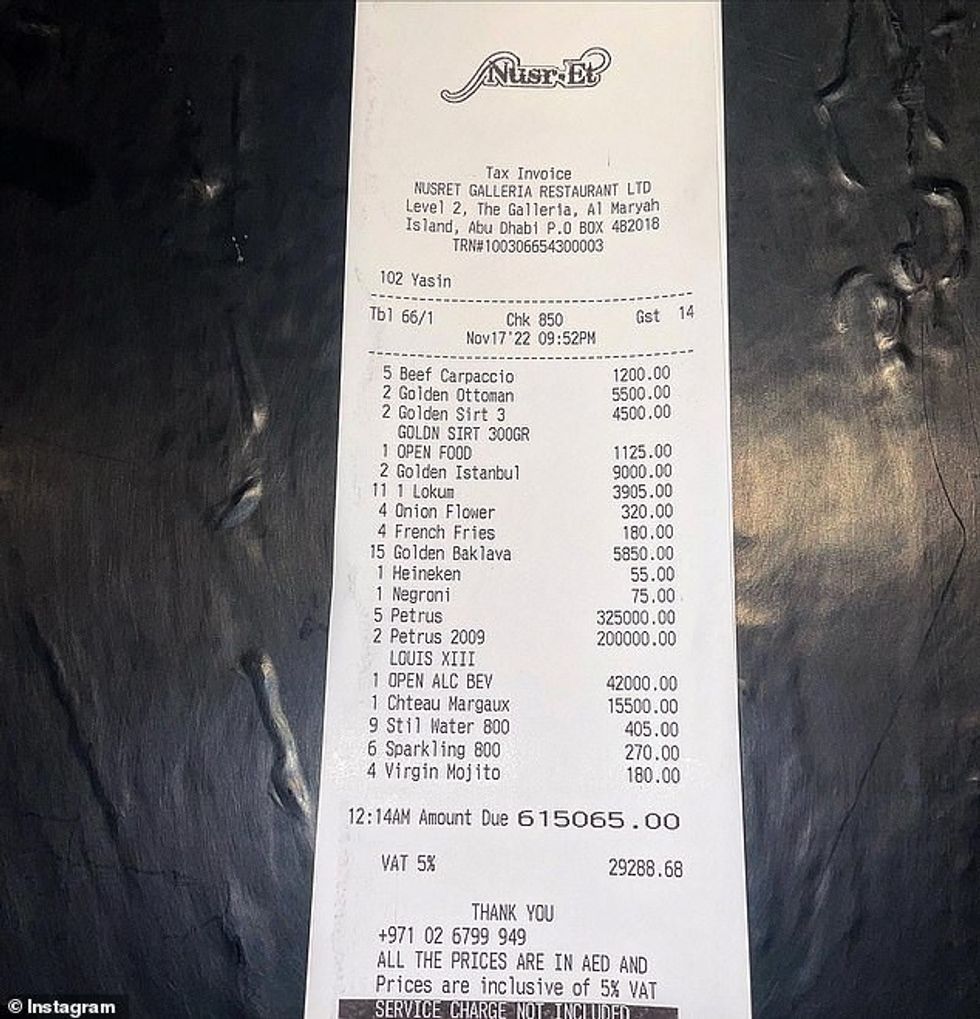 Nusr-Et
Tax Invoice
NUSRET GALLERIA RESTAURANT LTD
Level 2, The Galleria, Al Maryah
Island, Abu Dhabi P.O BOX 482018
TRN#100306654300003
102 Yasin
Tbl 66/1 Chk 850 Gst 14
Nov17'22 09:52PM
5 Beef Carpaccio 1200.00
2 Golden Ottoman 5500.00
2 Golden Sirt 3 4500.00
GOLDN SIRT 300GR
1 OPEN FOOD 1125.00
2 Golden Istanbul 9000.00
11 1 Lokum 3905.00
4 Onion Flower 320.00
4 French Fries 180.00
15 Golden Baklava 5850.00
1 Heineken 55.00
1 Negroni 75.00
5 Petrus 325000.00
2 Petrus 2009 200000.00
LOUIS XIII
1 OPEN ALC BEV 42000.00
1 Chteau Margaux 15500.00
9 Stil Water 800 405.00
6 Sparkling 800 270.00
4 Virgin Mojito 180.00
12:14AM Amount Due 615065.00
VAT 5% 29288.68
THANK YOU
+971 02 6799 949
ALL THE PRICES ARE IN AED AND
Prices are inclusive of 5% VAT
SERVICE CHARGE NOT INCLUDED
© Instagram